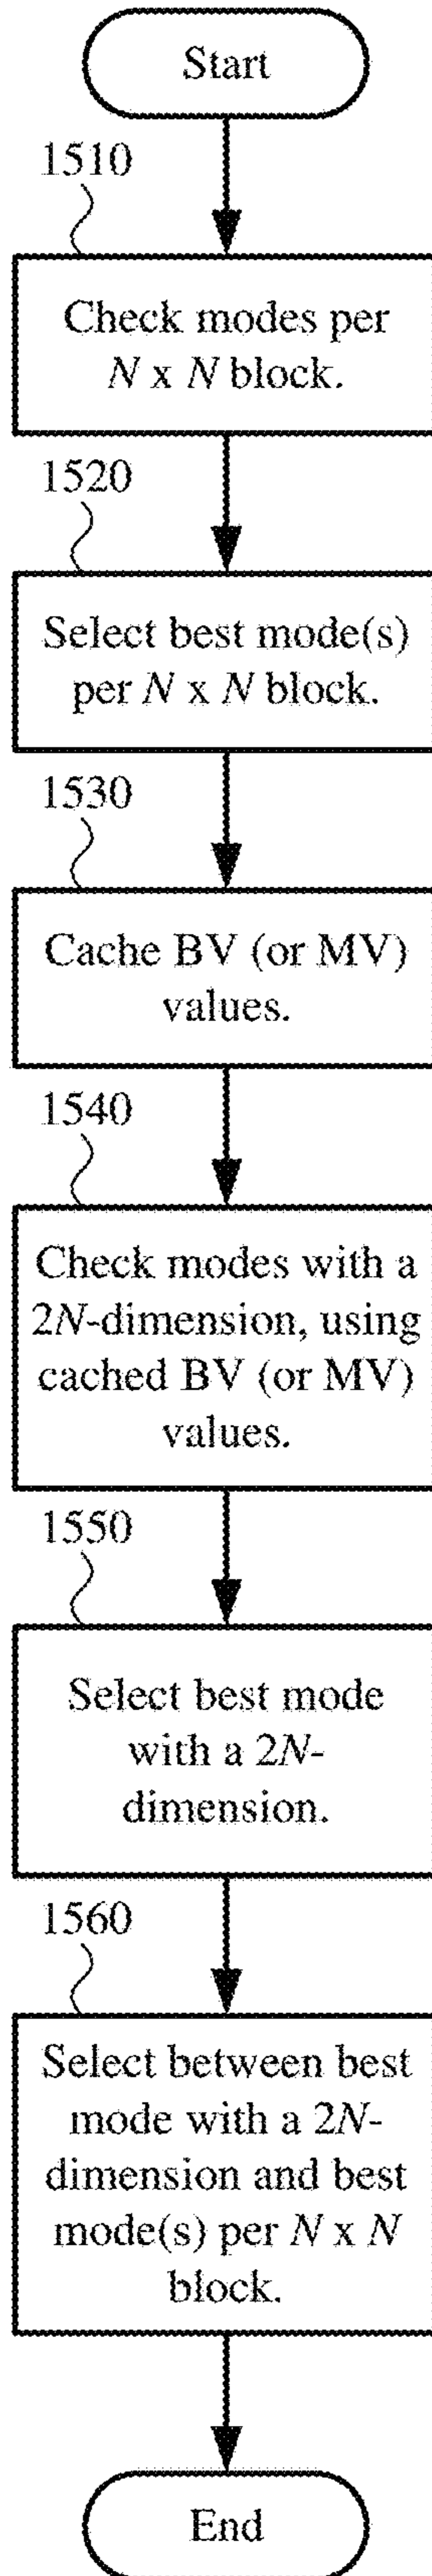 Start
1510
Check modes per
N x N block.
1520
Select best mode(s)
per N x N block.
1530
Cache BV (or MV)
values.
1540
Check modes with a
2N-dimension, using
cached BV (or MV)
values.
1550
Select best mode
with a 2N-
dimension.
1560
Select between best
mode with a 2N-
dimension and best
mode(s) per N x N
block.
End